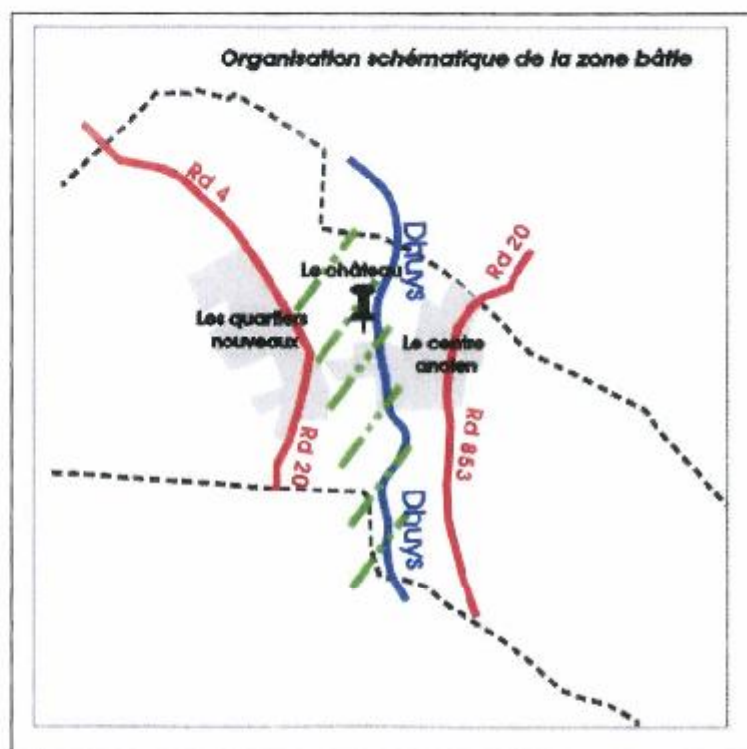 Organisation schématique de la zone bâtie
Rd 4
Dhuys
Rd 20
Le château
Les quartiers
nouveaux
Le centre
ancien
Rd 20
Rd 853
Dhuys